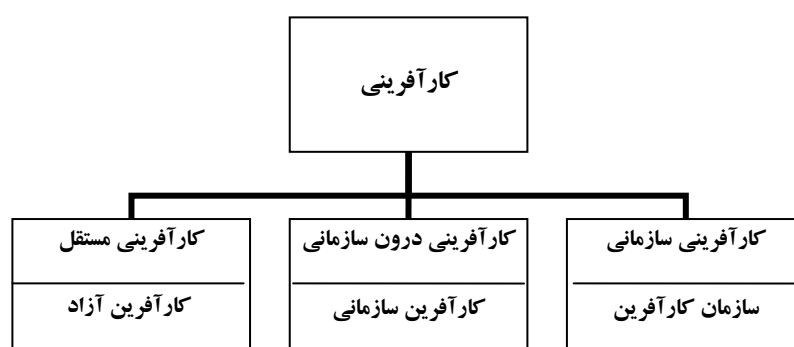 کارآفرینی
کارآفرینی سازمانی
سازمان کارآفرین
کارآفرینی درون سازمانی
کارآفرین سازمانی
کارآفرینی مستقل
کارآفرین آزاد